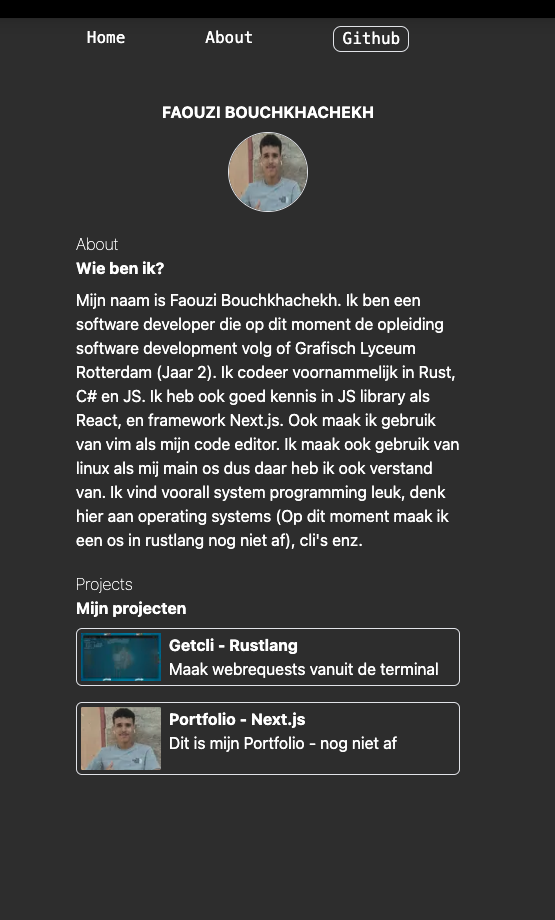 Home About Github
FAOUZI BOUCHKHACHEKH
About
Wie ben ik?
Mijn naam is Faouzi Bouchkhachekh. Ik ben een
software developer die op dit moment de opleiding
software development volg of Grafisch Lyceum
Rotterdam (Jaar 2). Ik codeer voornammelijk in Rust,
C# en JS. Ik heb ook goed kennis in JS library als
React, en framework Next.js. Ook maak ik gebruik
van vim als mijn code editor. Ik maak ook gebruik van
linux als mij main os dus daar heb ik ook verstand
van. Ik vind voorall system programming leuk, denk
hier aan operating systems (Op dit moment maak ik
een os in rustlang nog niet af), cli's enz.
Projects
Mijn projecten
Getcli - Rustlang
Maak webrequests vanuit de terminal
Portfolio - Next.js
Dit is mijn Portfolio - nog niet af